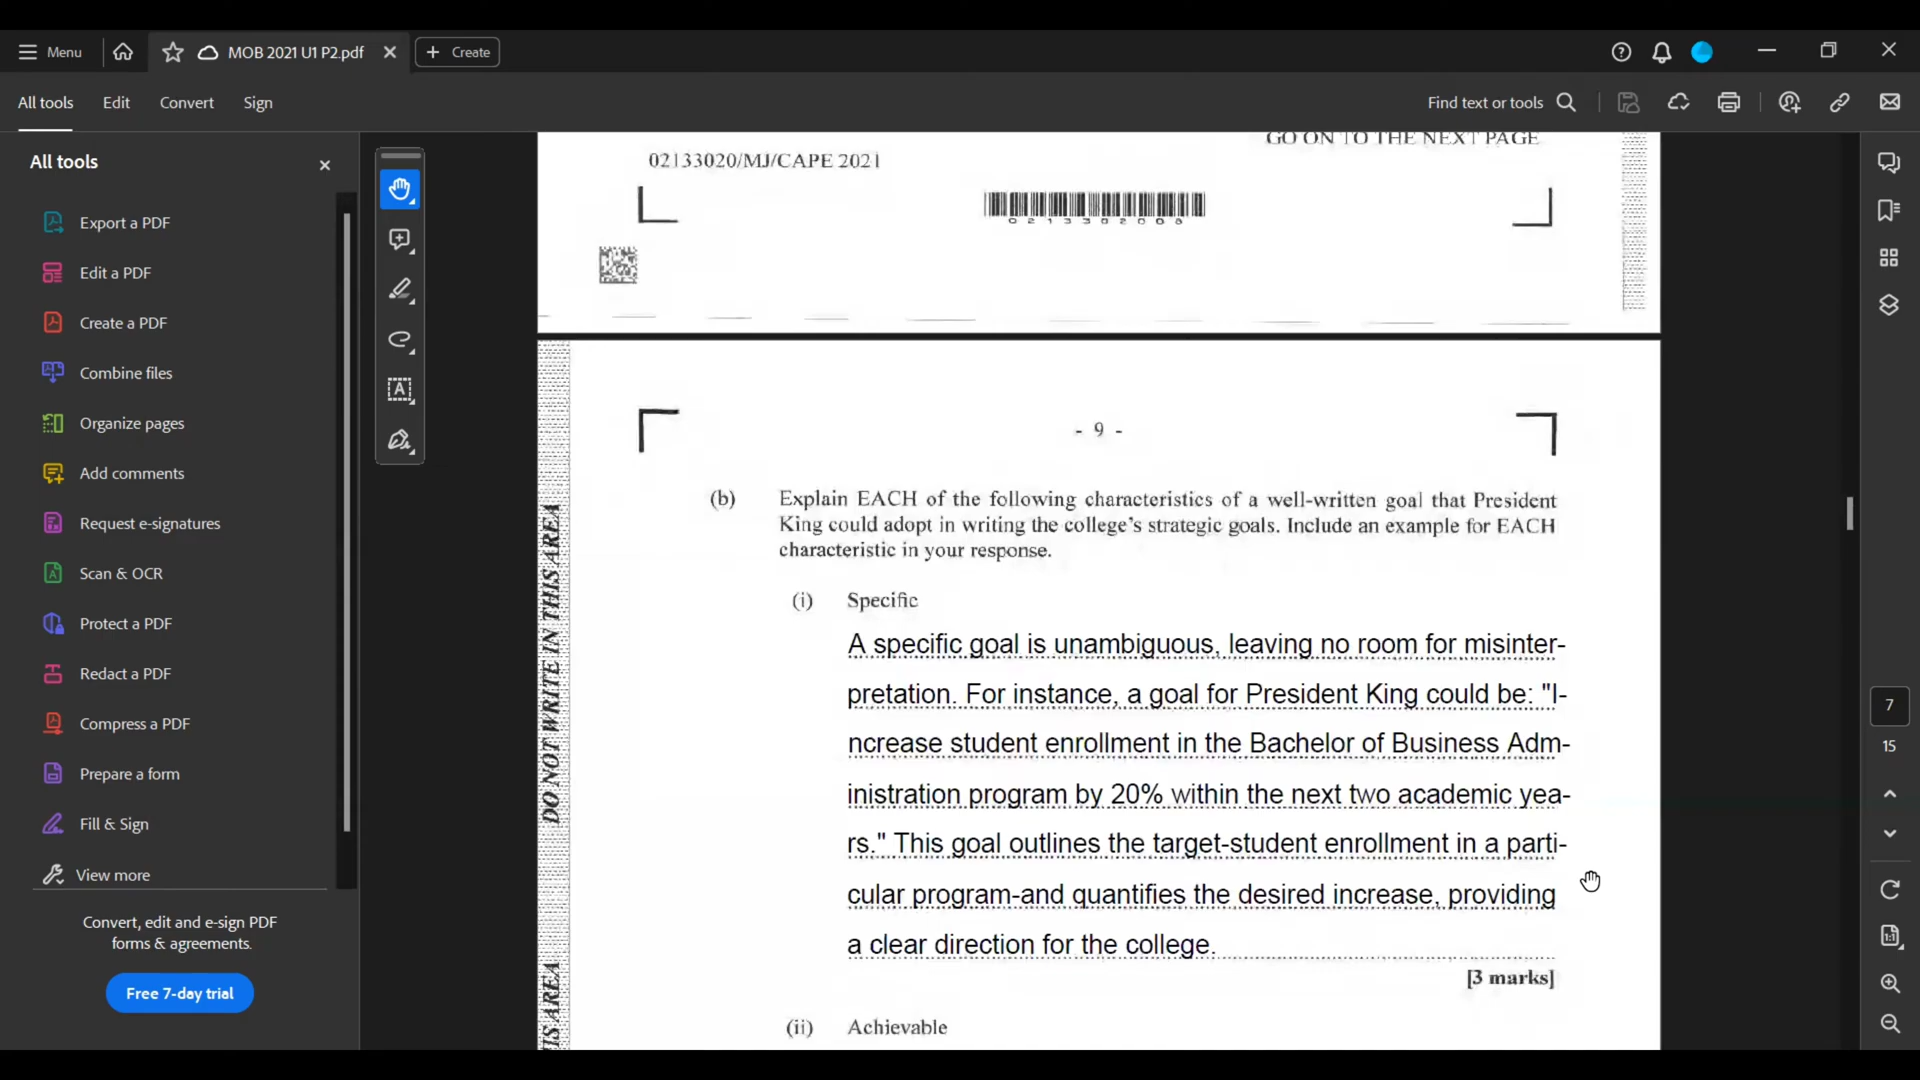 Menu
MOB 2021 U1 P2.pdf
Create
All tools
Edit
Convert
Sign
Find text or tools
All tools
Export a PDF
Edit a PDF
Create a PDF
Combine files
Organize pages
Add comments
Request e-signatures
Scan & OCR
Protect a PDF
Redact a PDF
Compress a PDF
Prepare a form
Fill & Sign
View more
Convert, edit and e-sign PDF
forms & agreements.
Free 7-day trial
GO ON TO THE NEXT PAGE
02133020/MJ/CAPE 2021
- 9 -
(b) Explain EACH of the following characteristics of a well-written goal that President
King could adopt in writing the college's strategic goals. Include an example for EACH
characteristic in your response.
(i) Specific
A specific goal is unambiguous, leaving no room for misinter-
pretation. For instance, a goal for President King could be: "I-
ncrease student enrollment in the Bachelor of Business Adm-
inistration program by 20% within the next two academic yea-
rs." This goal outlines the target-student enrollment in a parti-
cular program-and quantifies the desired increase, providing
a clear direction for the college.
[3 marks]
(ii) Achievable
DO NOT WRITE IN THIS AREA
IS AREA
7
15